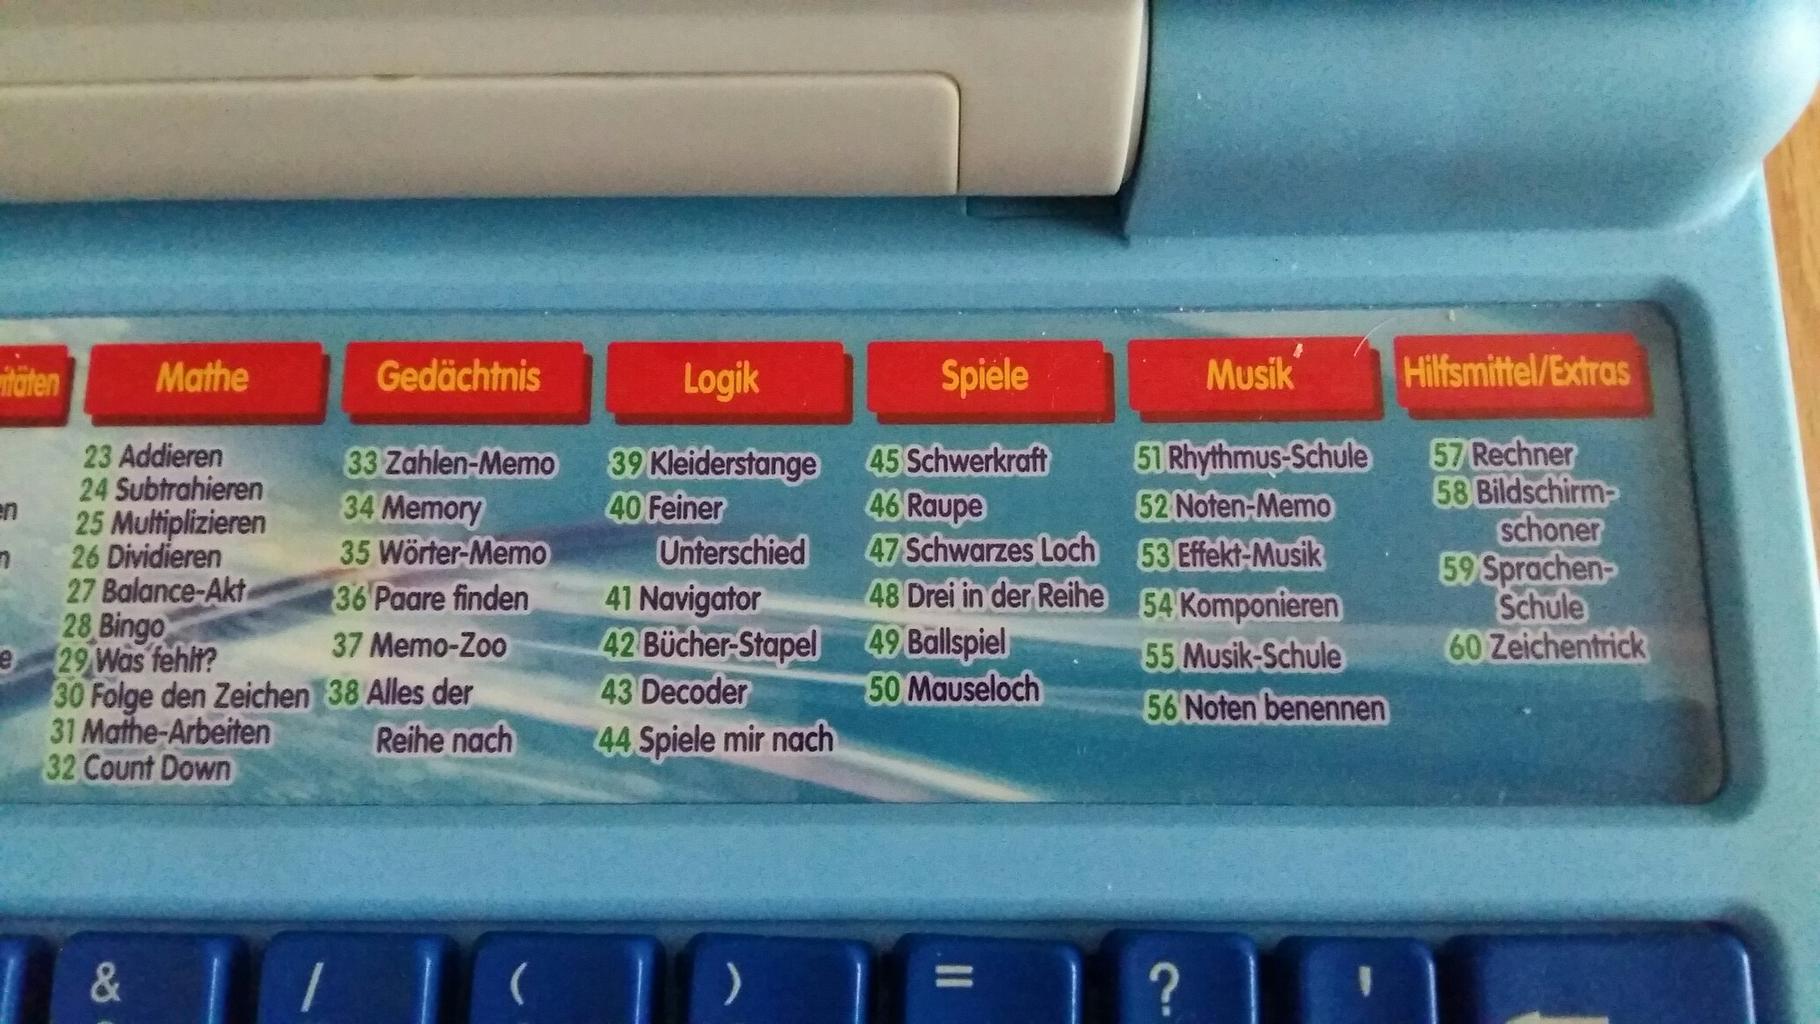 Mathe
23 Addieren
24 Subtrahieren
25 Multiplizieren
26 Dividieren
27 Balance-Akt
28 Bingo
29 Was fehlt?
30 Folge den Zeichen
31 Mathe-Arbeiten
32 Count Down
Gedächtnis
33 Zahlen-Memo
34 Memory
35 Wörter-Memo
36 Paare finden
37 Memo-Zoo
38 Alles der
Reihe nach
Logik
39 Kleiderstange
40 Feiner
Unterschied
41 Navigator
42 Bücher-Stapel
43 Decoder
44 Spiele mir nach
Spiele
45 Schwerkraft
46 Raupe
47 Schwarzes Loch
48 Drei in der Reihe
49 Ballspiel
50 Mauseloch
Musik
51 Rhythmus-Schule
52 Noten-Memo
53 Effekt-Musik
54 Komponieren
55 Musik-Schule
56 Noten benennen
Hilfsmittel/Extras
57 Rechner
58 Bildschirm-
schoner
59 Sprachen-
Schule
60 Zeichentrick
& / ( ) = ? '